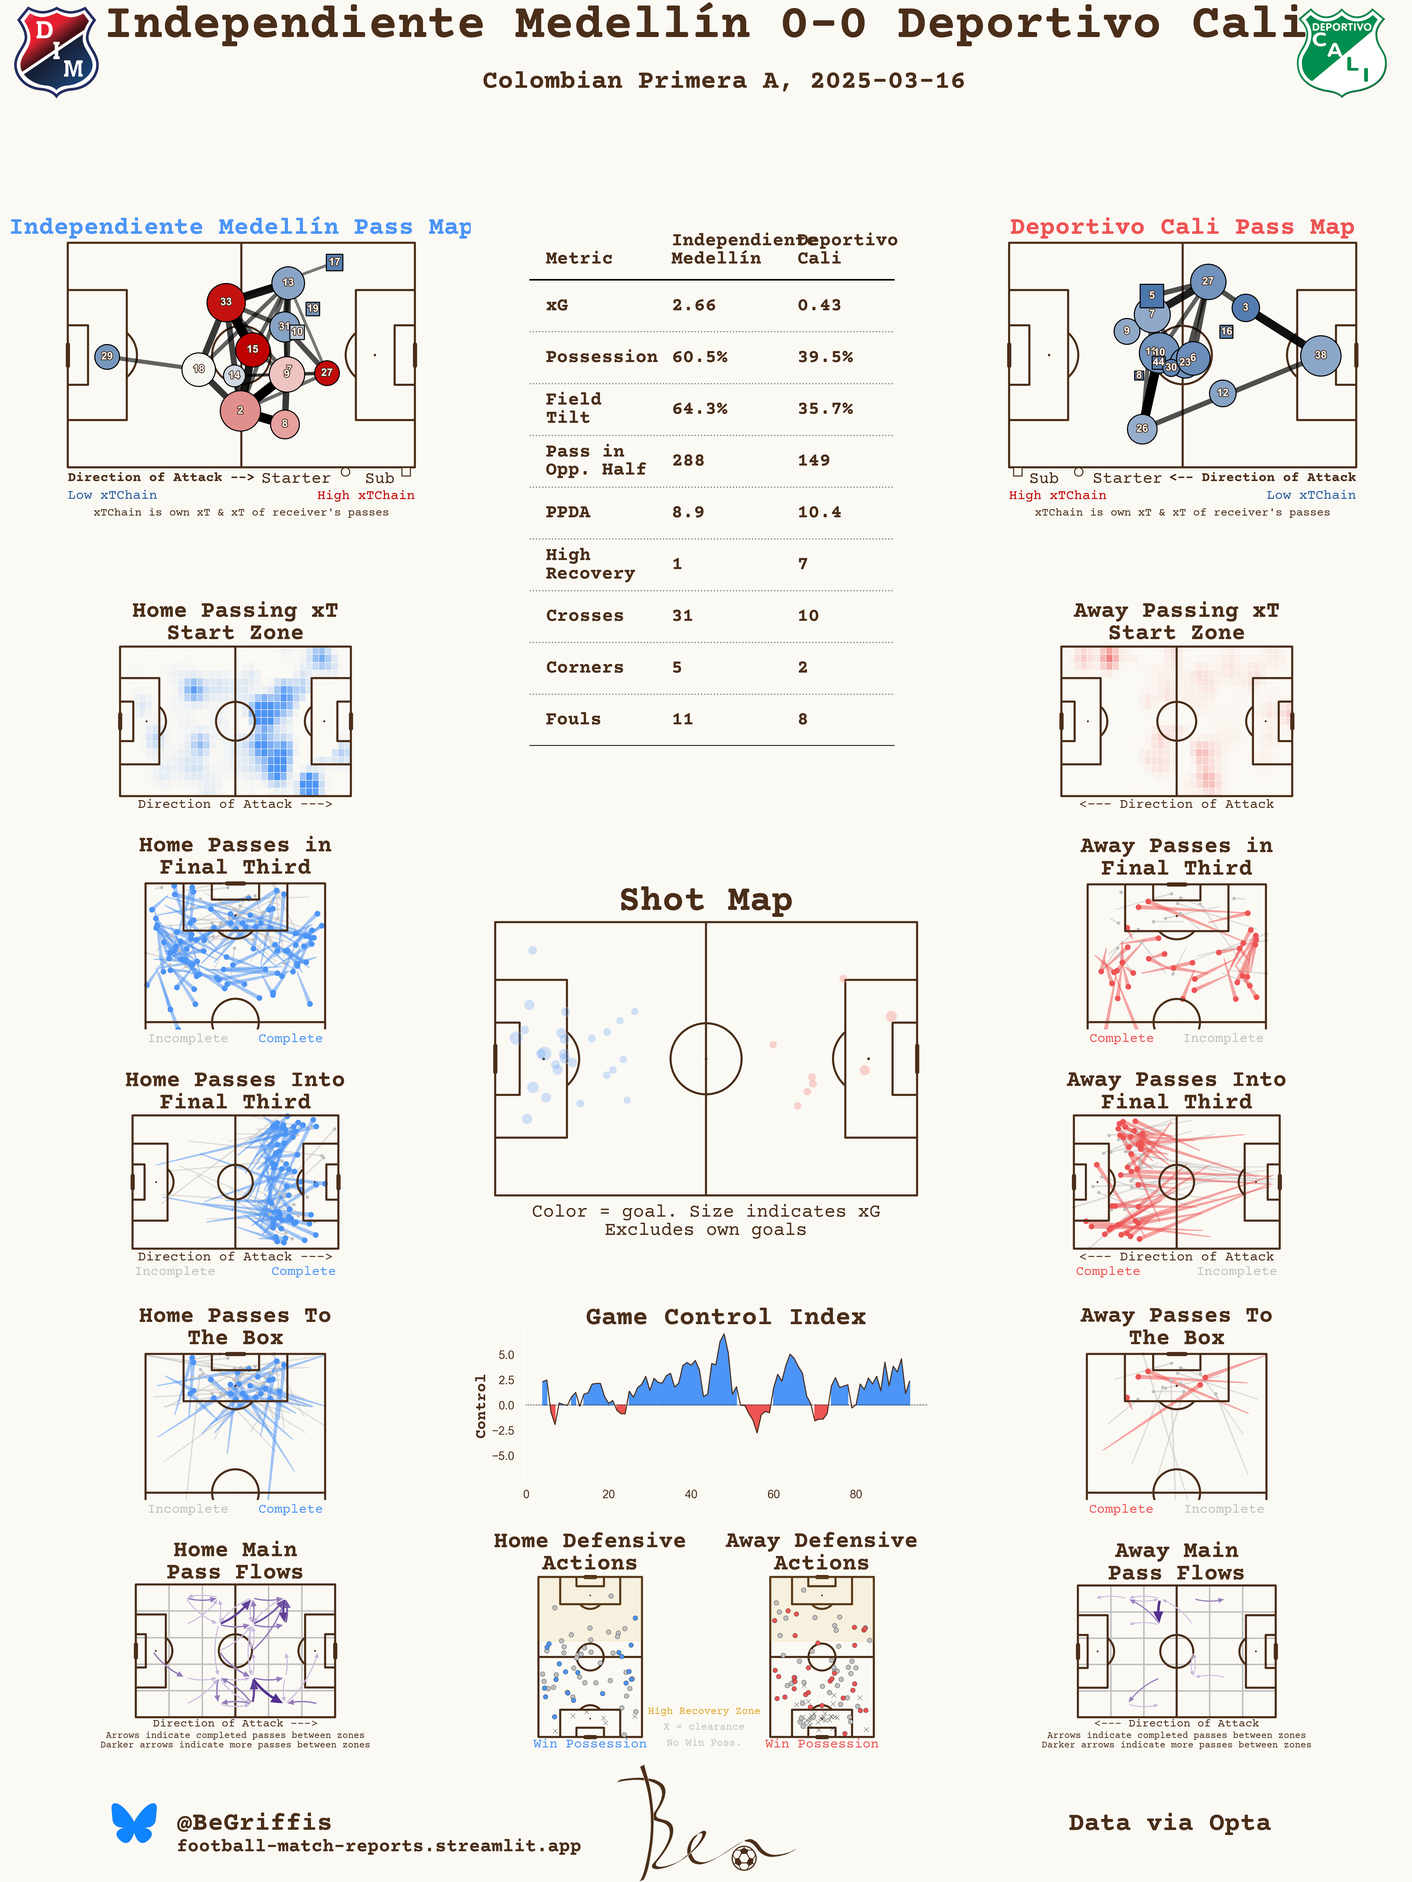 Independiente Medellín 0-0 Deportivo Cali
Colombian Primera A, 2025-03-16
D
I
M
DEPORTIVO
CALI
Independiente Medellín Pass Map
17
13
33
19
31
10
15
29
18
14
7
9
27
2
8
Direction of Attack --> Starter Sub
Low xTChain High xTChain
xTChain is own xT & xT of receiver's passes
Metric Independiente Medellín Deportivo Cali
xG 2.66 0.43
Possession 60.5% 39.5%
Field Tilt 64.3% 35.7%
Pass in Opp. Half 288 149
PPDA 8.9 10.4
High Recovery 1 7
Crosses 31 10
Corners 5 2
Fouls 11 8
Deportivo Cali Pass Map
27
5
3
7
9
16
10
44
23
6
38
30
8
12
26
Sub Starter <-- Direction of Attack
High xTChain Low xTChain
xTChain is own xT & xT of receiver's passes
Home Passing xT
Start Zone
Direction of Attack --->
Away Passing xT
Start Zone
<--- Direction of Attack
Home Passes in
Final Third
Incomplete Complete
Away Passes in
Final Third
Complete Incomplete
Shot Map
Color = goal. Size indicates xG
Excludes own goals
Home Passes Into
Final Third
Direction of Attack --->
Incomplete Complete
Away Passes Into
Final Third
<--- Direction of Attack
Complete Incomplete
Home Passes To
The Box
Incomplete Complete
Game Control Index
Control
5.0
2.5
0.0
−2.5
−5.0
0 20 40 60 80
Away Passes To
The Box
Complete Incomplete
Home Main
Pass Flows
Direction of Attack --->
Arrows indicate completed passes between zones
Darker arrows indicate more passes between zones
Home Defensive
Actions
Win Possession
High Recovery Zone
X = clearance
No Win Poss.
Away Defensive
Actions
Win Possession
Away Main
Pass Flows
<--- Direction of Attack
Arrows indicate completed passes between zones
Darker arrows indicate more passes between zones
@BeGriffis
football-match-reports.streamlit.app
Ben
Data via Opta